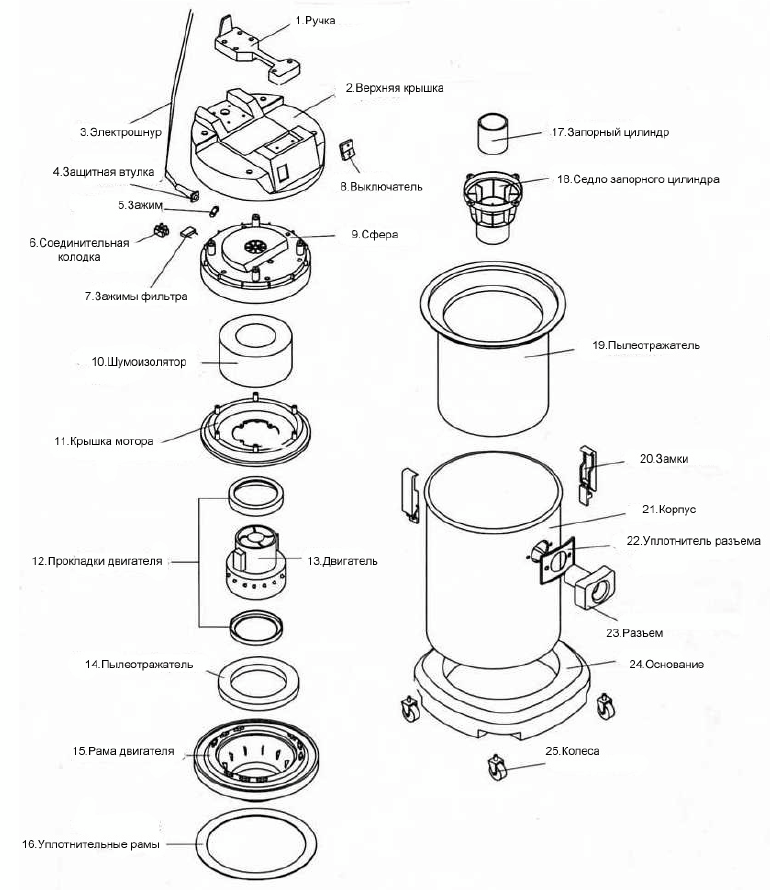 1.Ручка
2.Верхняя крышка
3.Электрошнур
4.Защитная втулка
5.Зажим
6.Соединительная
колодка
7.Зажимы фильтра
8.Выключатель
9.Сфера
10.Шумоизолятор
11.Крышка мотора
12.Прокладки двигателя
13.Двигатель
14.Пылеотражатель
15.Рама двигателя
16.Уплотнительные рамы
17.Запорный цилиндр
18.Седло запорного цилиндра
19.Пылеотражатель
20.Замки
21.Корпус
22.Уплотнитель разъема
23.Разъем
24.Основание
25.Колеса